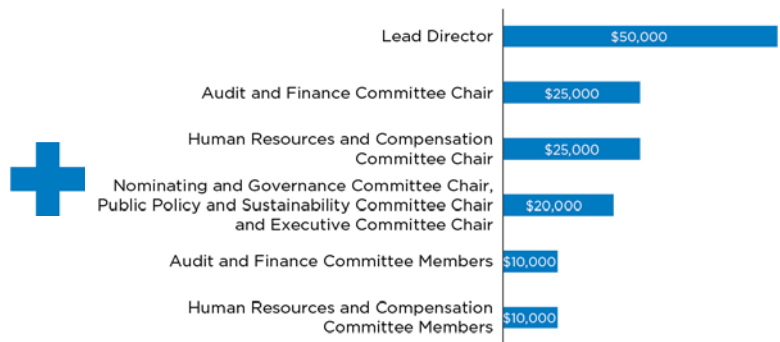 Lead Director
$50,000
Audit and Finance Committee Chair
$25,000
Human Resources and Compensation
Committee Chair
$25,000
Nominating and Governance Committee Chair,
Public Policy and Sustainability Committee Chair
and Executive Committee Chair
$20,000
Audit and Finance Committee Members
$10,000
Human Resources and Compensation
Committee Members
$10,000